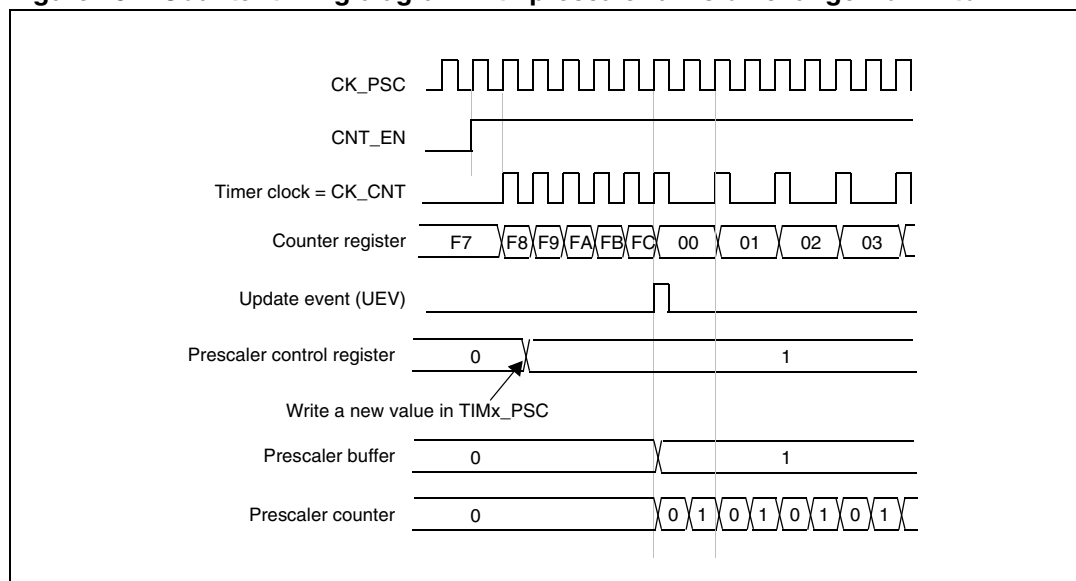 CK_PSC
CNT_EN
Timer clock = CK_CNT
Counter register F7 F8 F9 FA FB FC 00 01 02 03
Update event (UEV)
Prescaler control register 0 1
Write a new value in TIMx_PSC
Prescaler buffer 0 1
Prescaler counter 0 0 1 0 1 0 1 0 1